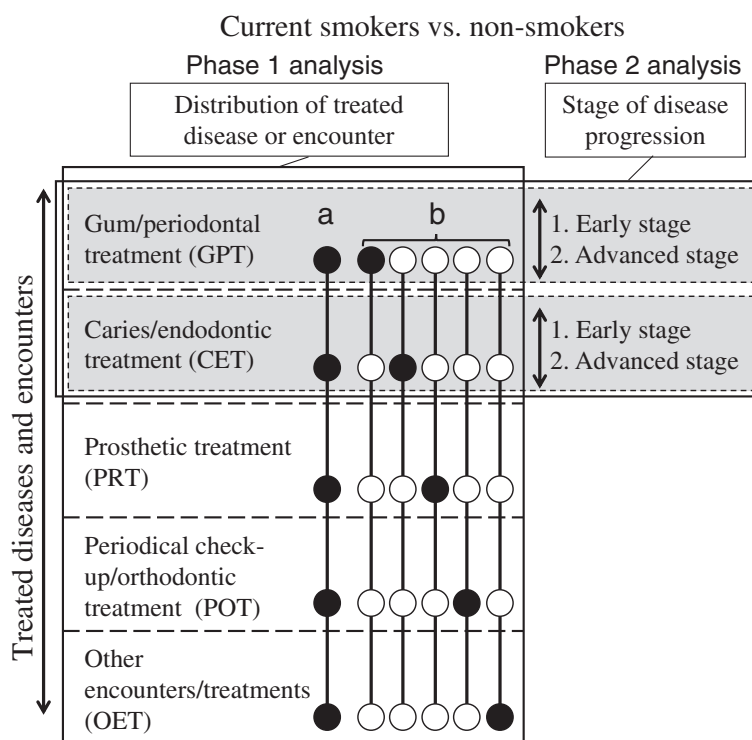 Current smokers vs. non-smokers
Phase 1 analysis
Phase 2 analysis
Distribution of treated
disease or encounter
Stage of disease
progression
Treated diseases and encounters
a
b
Gum/periodontal
treatment (GPT)
1. Early stage
2. Advanced stage
Caries/endodontic
treatment (CET)
1. Early stage
2. Advanced stage
Prosthetic treatment
(PRT)
Periodical check-
up/orthodontic
treatment (POT)
Other
encounters/treatments
(OET)